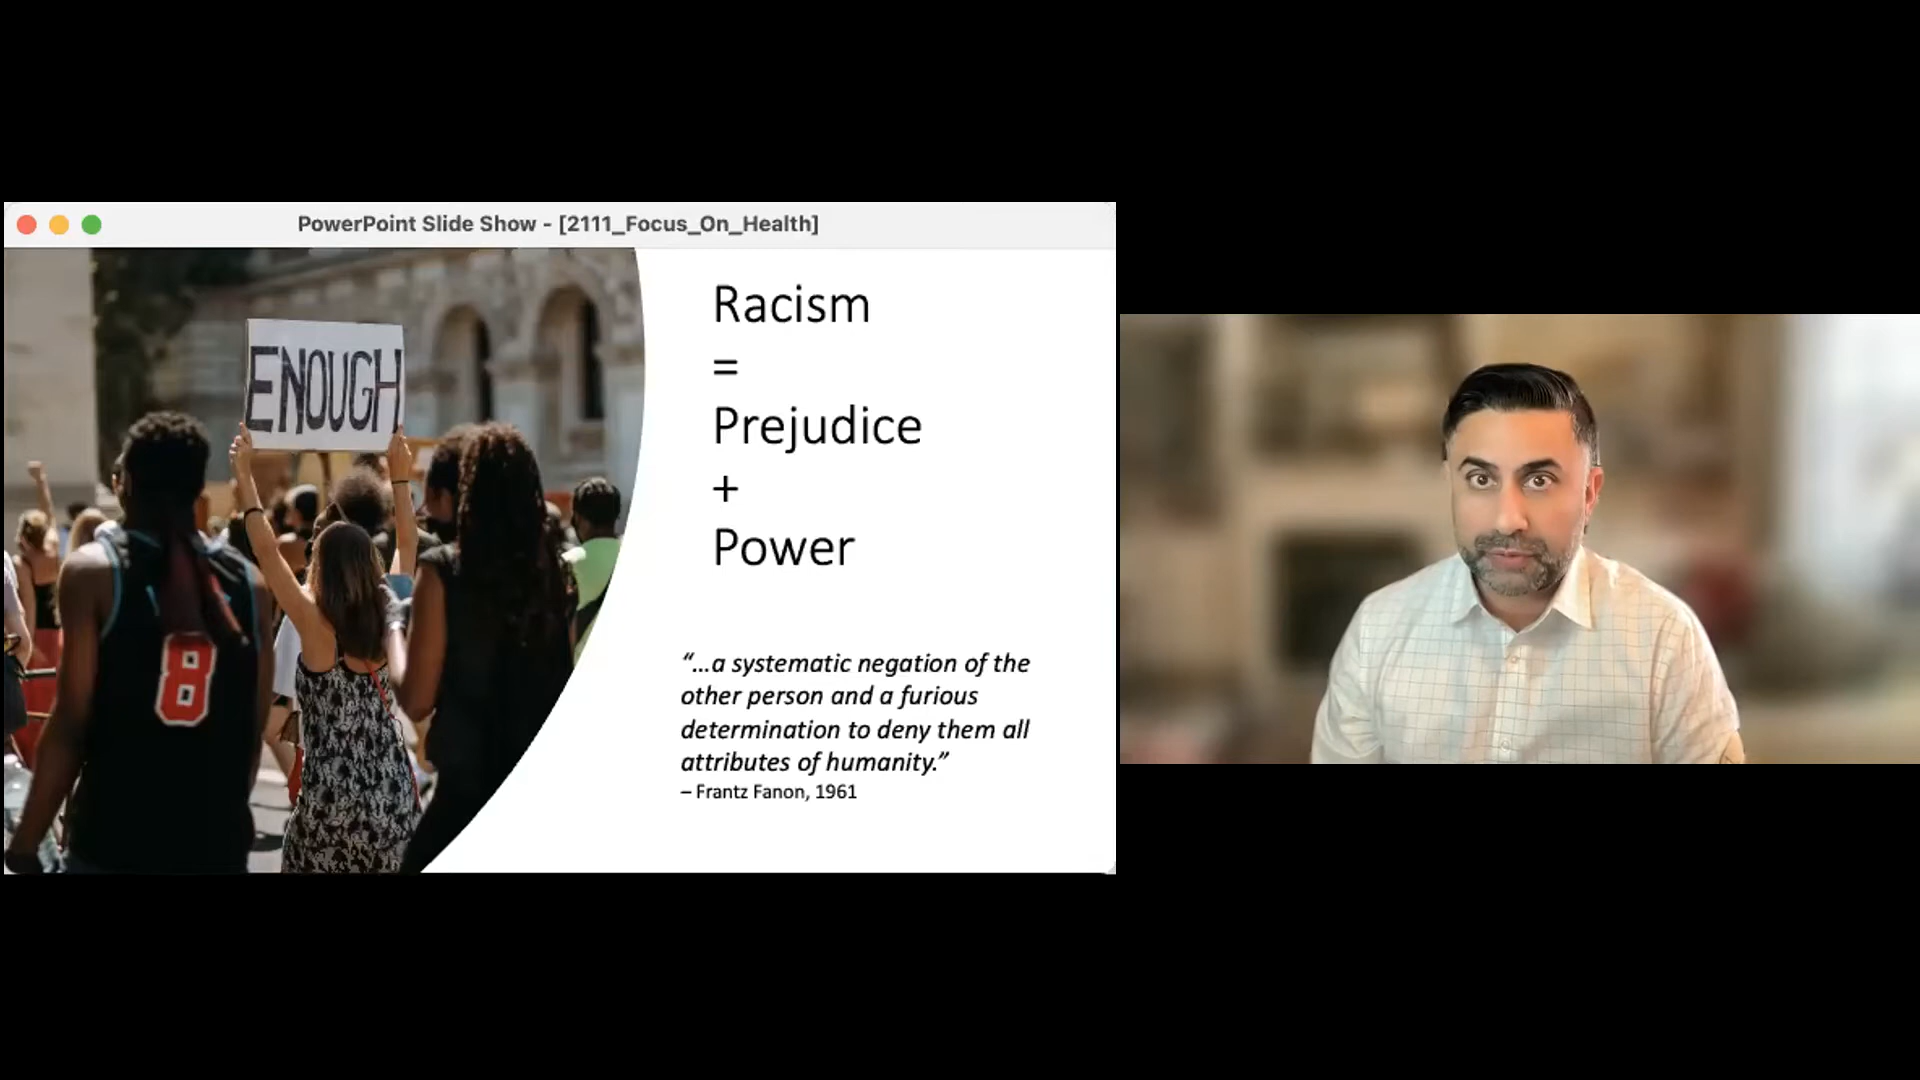 PowerPoint Slide Show - [2111_Focus_On_Health]
ENOUGH
8
Racism
=
Prejudice
+
Power
“...a systematic negation of the
other person and a furious
determination to deny them all
attributes of humanity.”
– Frantz Fanon, 1961